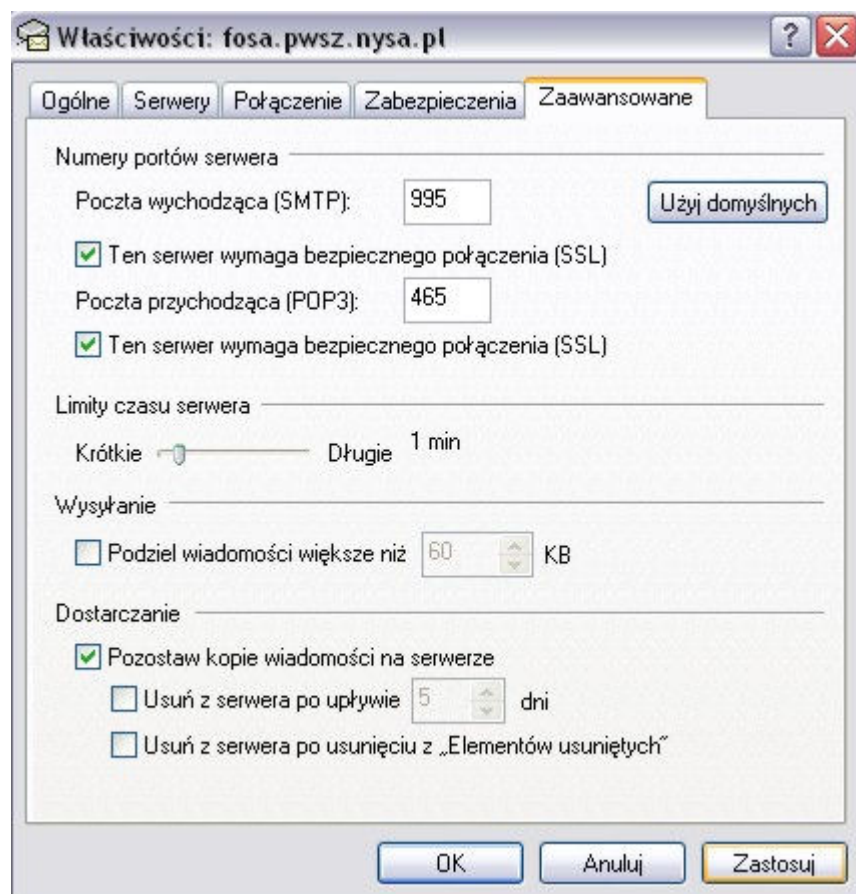 Właściwości: fosa.pwsz.nysa.pl
Ogólne Serwery Połączenie Zabezpieczenia Zaawansowane
Numery portów serwera
Poczta wychodząca (SMTP): 995 Użyj domyślnych
Ten serwer wymaga bezpiecznego połączenia (SSL)
Poczta przychodząca (POP3): 465
Ten serwer wymaga bezpiecznego połączenia (SSL)
Limity czasu serwera
Krótkie Długie 1 min
Wysyłanie
Podziel wiadomości większe niż 60 KB
Dostarczanie
Pozostaw kopie wiadomości na serwerze
Usuń z serwera po upływie 5 dni
Usuń z serwera po usunięciu z „Elementów usuniętych”
OK Anuluj Zastosuj